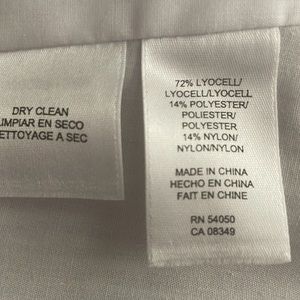 DRY CLEAN
LIMPIAR EN SECO
NETTOYAGE A SEC
72% LYOCELL/
LYOCELL/LYOCELL
14% POLYESTER/
POLIESTER/
POLYESTER
14% NYLON/
NYLON/NYLON
MADE IN CHINA
HECHO EN CHINA
FAIT EN CHINE
RN 54050
CA 08349